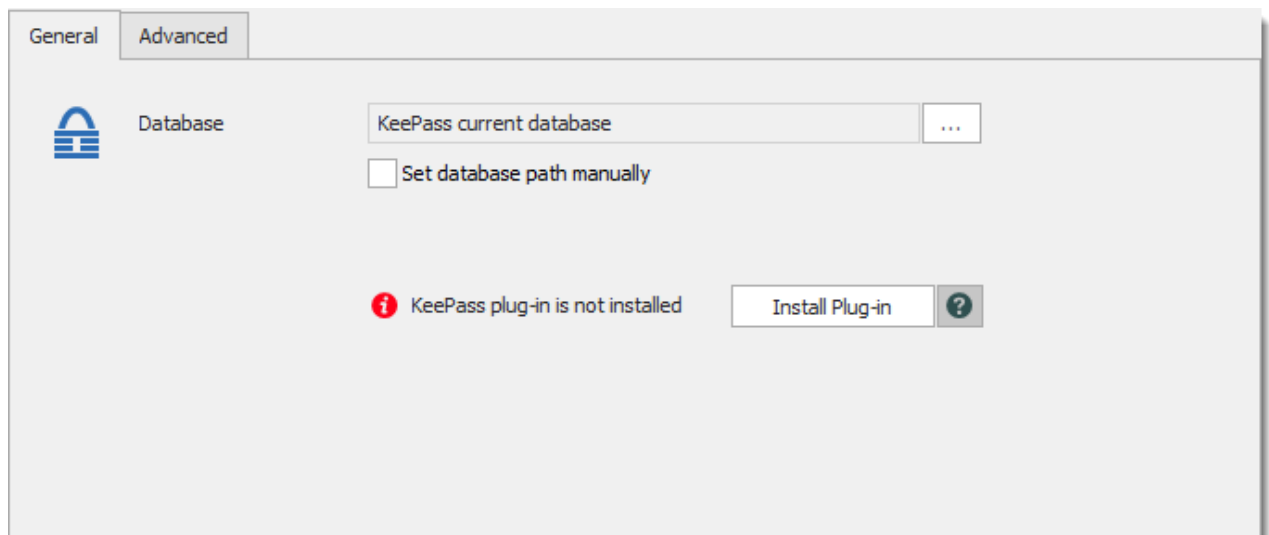 General Advanced
Database KeePass current database ...
Set database path manually
KeePass plug-in is not installed Install Plug-in ?